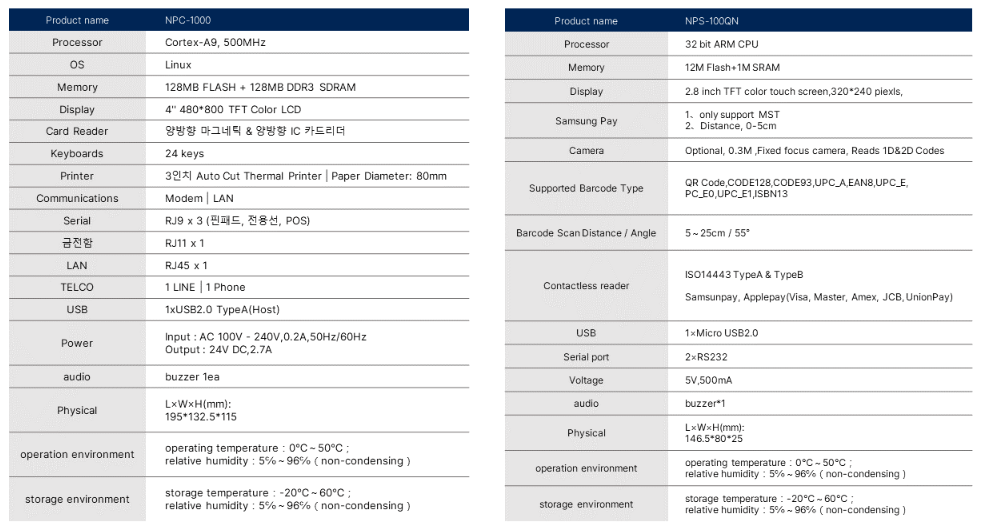 Product name NPC-1000
Processor Cortex-A9, 500MHz
OS Linux
Memory 128MB FLASH + 128MB DDR3 SDRAM
Display 4" 480*800 TFT Color LCD
Card Reader 양방향 마그네틱 & 양방향 IC 카드리더
Keyboards 24 keys
Printer 3인치 Auto Cut Thermal Printer | Paper Diameter: 80mm
Communications Modem | LAN
Serial RJ9 x 3 (핀패드, 전용선, POS)
금전함 RJ11 x 1
LAN RJ45 x 1
TELCO 1 LINE | 1 Phone
USB 1xUSB2.0 TypeA(Host)
Power Input : AC 100V - 240V,0.2A,50Hz/60Hz
Output : 24V DC,2.7A
audio buzzer 1ea
Physical L×W×H(mm):
195*132.5*115
operation environment operating temperature : 0℃ ~ 50℃ ;
relative humidity : 5℅ ~ 96℅ ( non-condensing )
storage environment storage temperature : -20℃ ~ 60℃ ;
relative humidity : 5℅ ~ 96℅ ( non-condensing )
Product name NPS-100QN
Processor 32 bit ARM CPU
Memory 12M Flash+1M SRAM
Display 2.8 inch TFT color touch screen,320*240 piexls,
Samsung Pay 1、only support MST
2、Distance, 0-5cm
Camera Optional, 0.3M ,Fixed focus camera, Reads 1D&2D Codes
Supported Barcode Type QR Code,CODE128,CODE93,UPC_A,EAN8,UPC_E,
PC_E0,UPC_E1,ISBN13
Barcode Scan Distance / Angle 5 ~ 25cm / 55°
Contactless reader ISO14443 TypeA & TypeB
Samsunpay, Applepay(Visa, Master, Amex, JCB,UnionPay)
USB 1×Micro USB2.0
Serial port 2×RS232
Voltage 5V,500mA
audio buzzer*1
Physical L×W×H(mm):
146.5*80*25
operation environment operating temperature : 0℃ ~ 50℃ ;
relative humidity : 5℅ ~ 96℅ ( non-condensing )
storage environment storage temperature : -20℃ ~ 60℃ ;
relative humidity : 5℅ ~ 96℅ ( non-condensing )